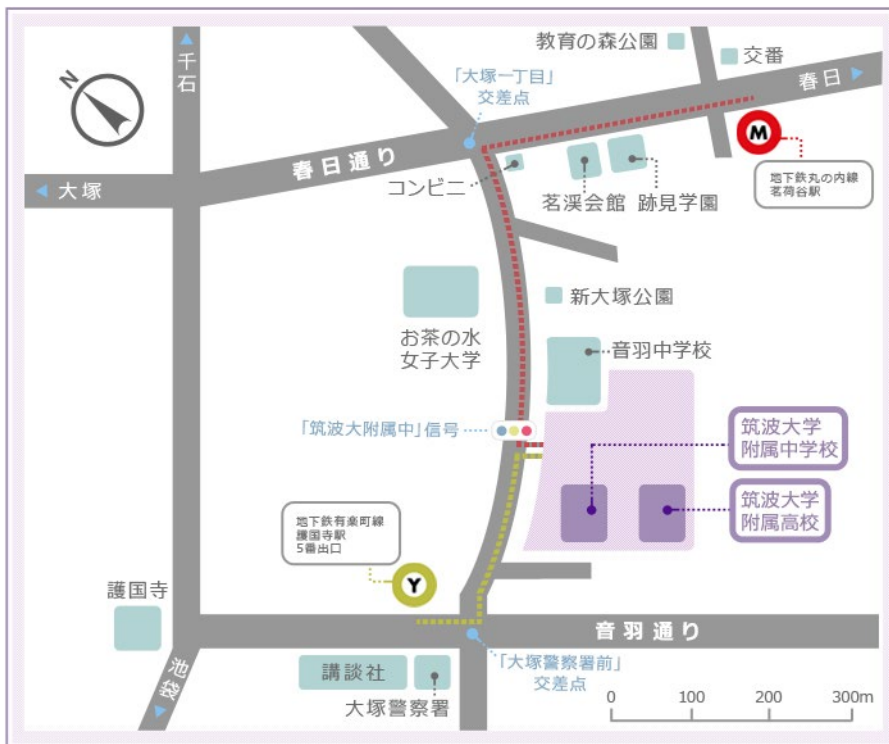 千石
N
教育の森公園
交番
春日
「大塚一丁目」
交差点
M
春日通り
地下鉄丸の内線
茗荷谷駅
大塚
コンビニ
茗渓会館
跡見学園
新大塚公園
お茶の水
女子大学
音羽中学校
「筑波大附属中」信号
筑波大学
附属中学校
筑波大学
附属高校
地下鉄有楽町線
護国寺駅
5番出口
Y
護国寺
音羽通り
池袋
講談社
「大塚警察署前」
交差点
大塚警察署
0 100 200 300m